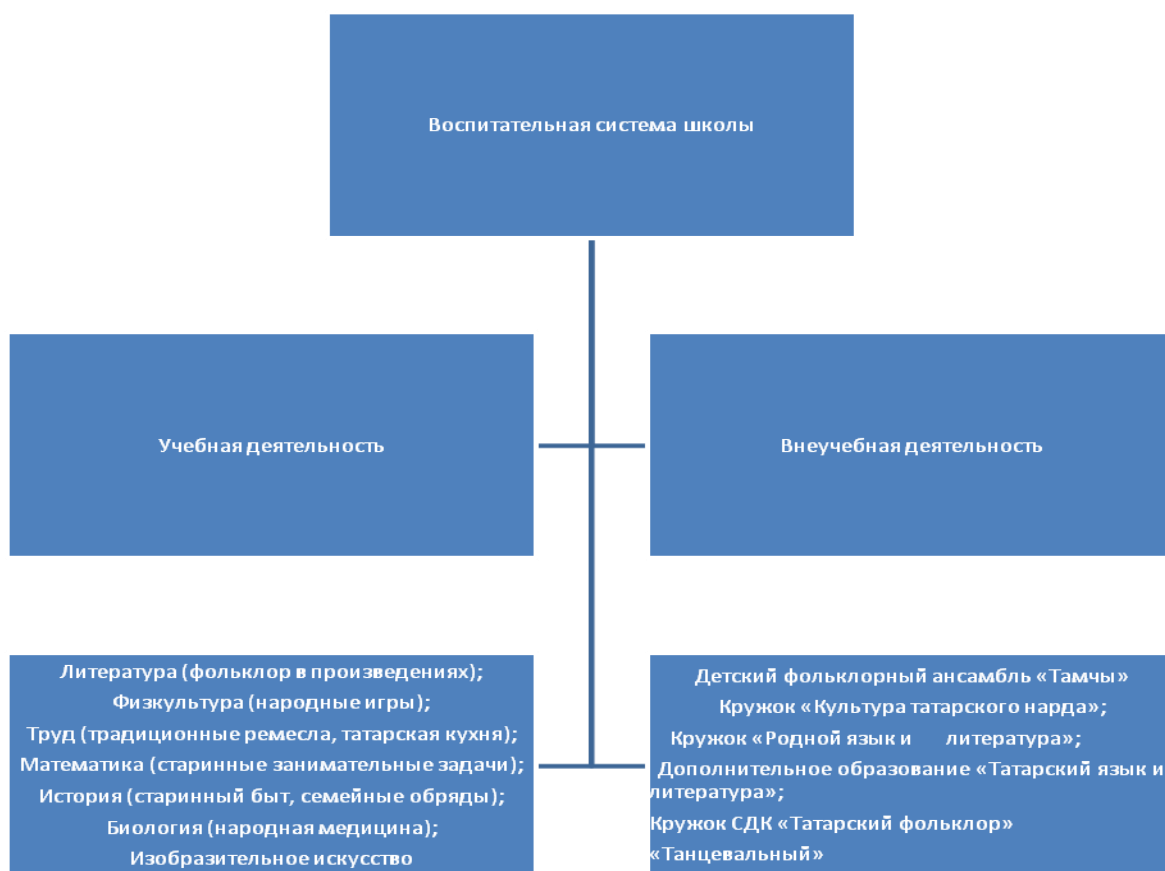 Воспитательная система школы
Учебная деятельность
Внеучебная деятельность
Литература (фольклор в произведениях);
Физкультура (народные игры);
Труд (традиционные ремесла, татарская кухня);
Математика (старинные занимательные задачи);
История (старинный быт, семейные обряды);
Биология (народная медицина);
Изобразительное искусство
Детский фольклорный ансамбль «Тамчы»
Кружок «Культура татарского нарда»;
Кружок «Родной язык и литература»;
Дополнительное образование «Татарский язык и
литература»;
Кружок СДК «Татарский фольклор»
«Танцевальный»